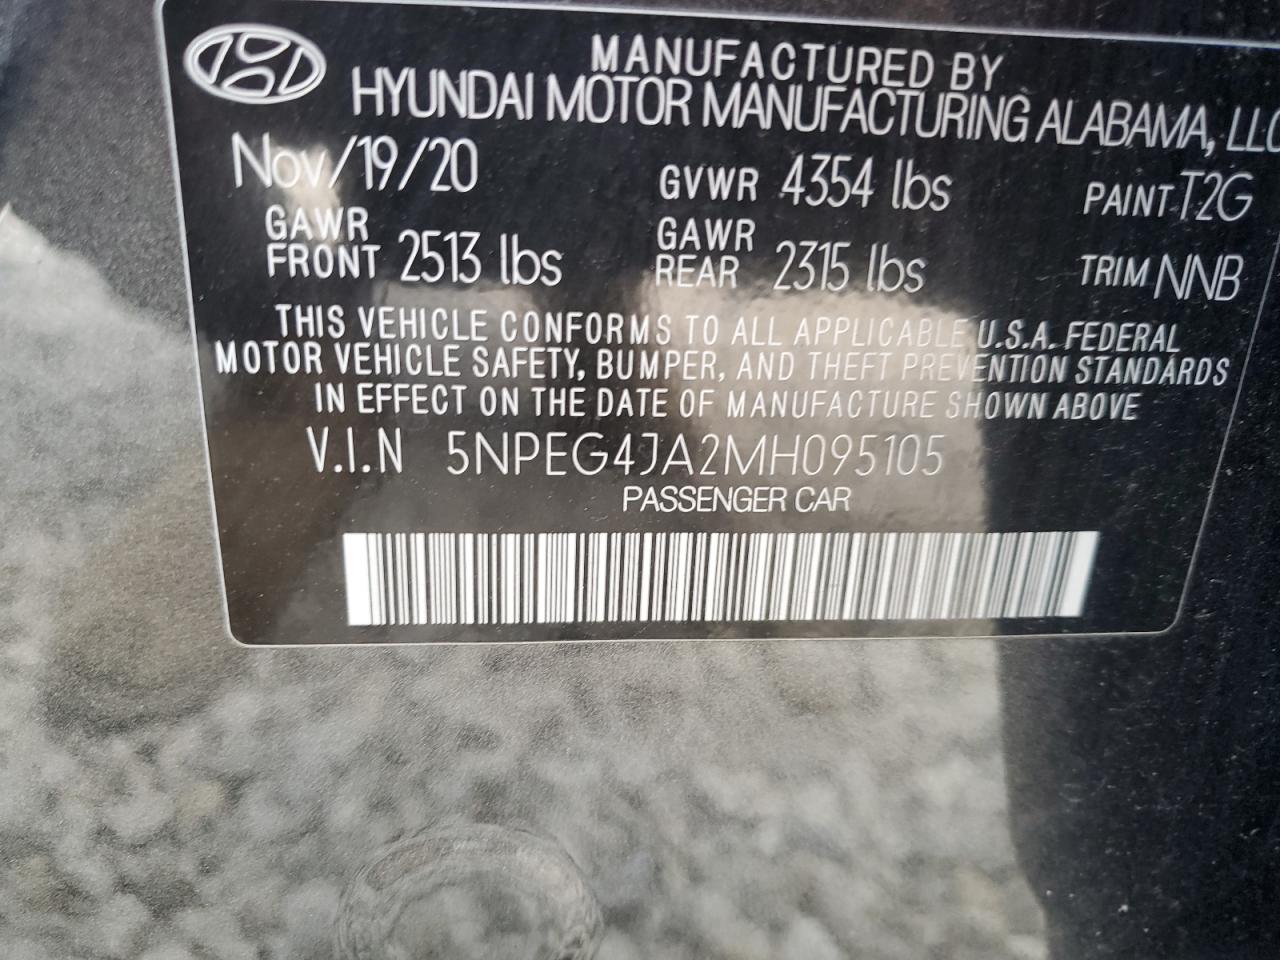 MANUFACTURED BY
HYUNDAI MOTOR MANUFACTURING ALABAMA, LLC
Nov/19/20 GVWR 4354 lbs PAINT T2G
GAWR FRONT 2513 lbs GAWR REAR 2315 lbs TRIM NNB
THIS VEHICLE CONFORMS TO ALL APPLICABLE U.S.A. FEDERAL
MOTOR VEHICLE SAFETY, BUMPER, AND THEFT PREVENTION STANDARDS
IN EFFECT ON THE DATE OF MANUFACTURE SHOWN ABOVE
V.I.N 5NPEG4JA2MH095105
PASSENGER CAR